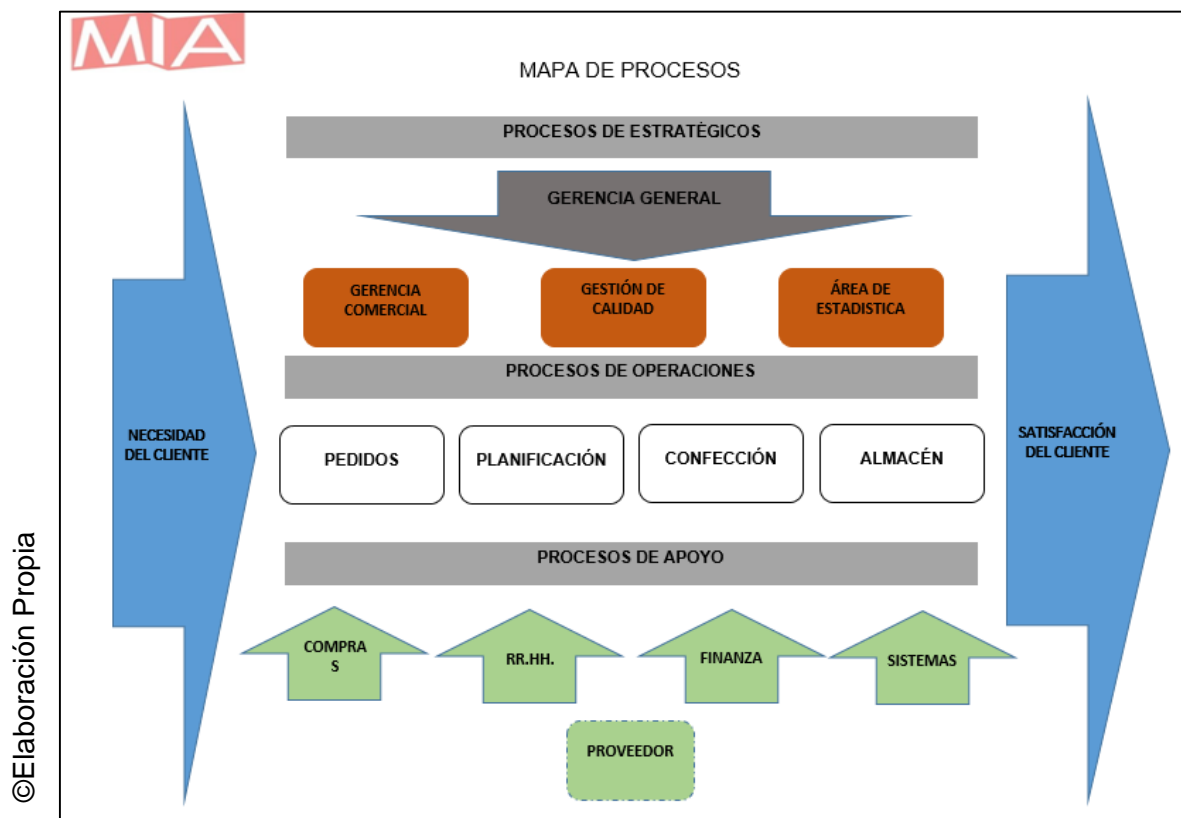 MIA
MAPA DE PROCESOS
PROCESOS DE ESTRATÉGICOS
GERENCIA GENERAL
GERENCIA
COMERCIAL
GESTIÓN DE
CALIDAD
ÁREA DE
ESTADISTICA
PROCESOS DE OPERACIONES
NECESIDAD
DEL CLIENTE
PEDIDOS
PLANIFICACIÓN
CONFECCIÓN
ALMACÉN
SATISFACCIÓN
DEL CLIENTE
PROCESOS DE APOYO
COMPRA
S
RR.HH.
FINANZA
SISTEMAS
PROVEEDOR
©Elaboración Propia